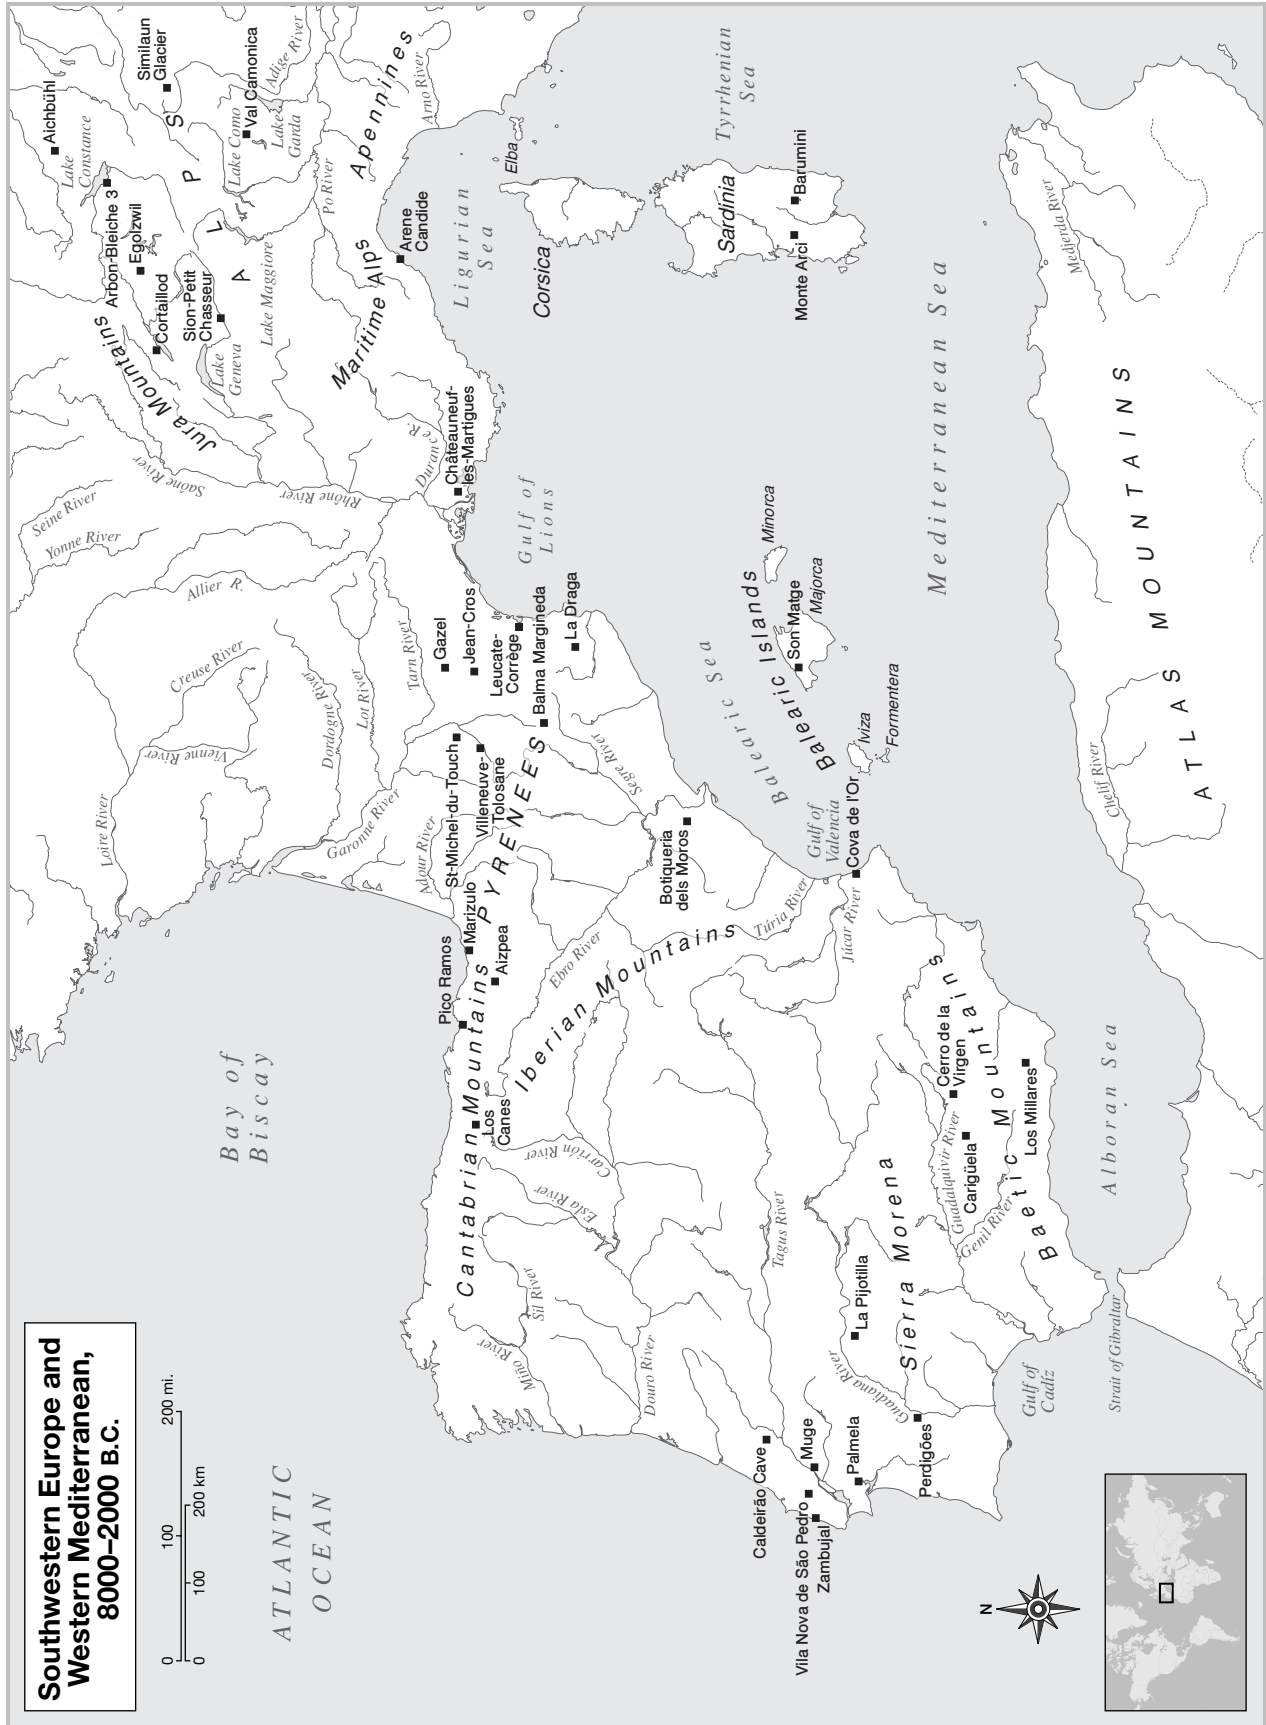 Southwestern Europe and
Western Mediterranean,
8000–2000 B.C.
0
100
200 mi.
0
100
200 km
ATLANTIC
OCEAN
Bay of
Biscay
Loire River
Vienne River
Creuse River
Allier R.
Yonne River
Seine River
Saône River
Rhône River
Jura Mountains
Cortaillod
Egolzwil
Arbon-Bleiche 3
Lake
Constance
Aichbühl
Similaun
Glacier
Sion-Petit
Chasseur
Lake
Geneva
Lake Maggiore
ALPS
Lake Como
Val Camonica
Lake
Garda
Adige River
Po River
Maritime Alps
Apennines
Arno River
Arene
Candide
Ligurian
Sea
Elba
Corsica
Sardinia
Monte Arci
Barumini
Tyrrhenian
Sea
Dordogne River
Lot River
Tarn River
Garonne River
Adour River
Durance R.
Châteauneuf-
les-Martigues
Gulf of
Lions
Gazel
Jean-Cros
Leucate-
Corrège
Balma Margineda
La Draga
St-Michel-du-Touch
Villeneuve-
Tolosane
PYRENEES
Marizulo
Pico Ramos
Aizpea
Cantabrian Mountains
Los
Canes
Carrión River
Esla River
Sil River
Miño River
Douro River
Ebro River
Segre River
Iberian Mountains
Botiqueria
dels Moros
Túria River
Júcar River
Balearic Sea
Gulf of
Valencia
Cova de l'Or
Balearic Islands
Minorca
Majorca
Son Matge
Iviza
Formentera
Mediterranean Sea
Tagus River
Caldeirão Cave
Muge
Vila Nova de São Pedro
Zambujal
Palmela
Perdigões
Guadiana River
La Pijotilla
Sierra Morena
Guadalquivir River
Genil River
Carigüela
Cerro de la
Virgen
Los Millares
Baetic Mountains
Gulf of
Cadíz
Strait of Gibraltar
Alboran Sea
Chelif River
ATLAS MOUNTAINS
Medjerda River
N